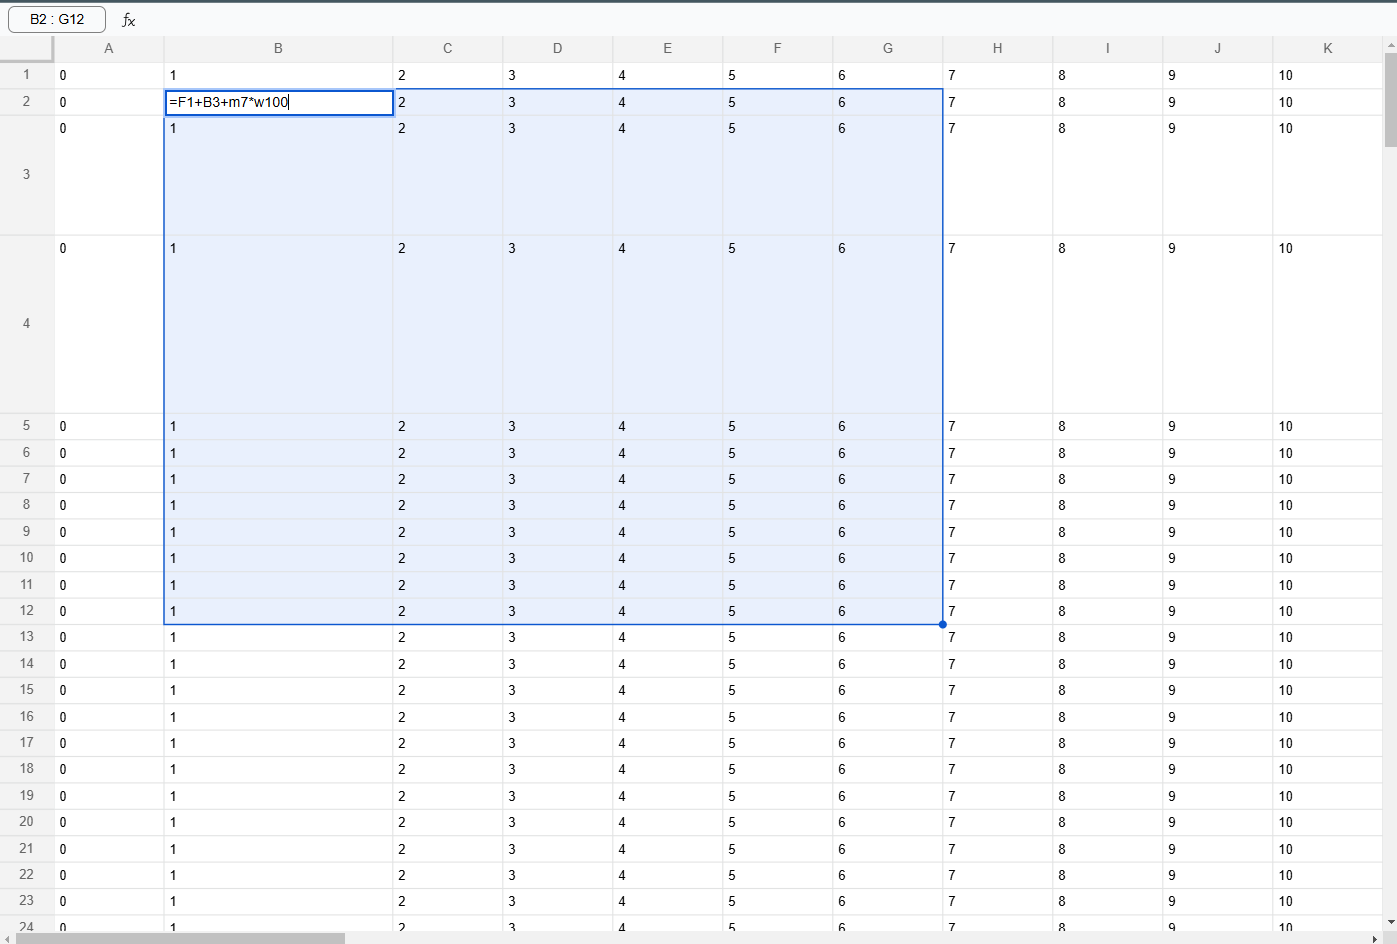 B2 : G12 fx
A B C D E F G H I J K
1 0 1 2 3 4 5 6 7 8 9 10
2 0 =F1+B3+m7*w100 2 3 4 5 6 7 8 9 10
3 0 1 2 3 4 5 6 7 8 9 10
4 0 1 2 3 4 5 6 7 8 9 10
5 0 1 2 3 4 5 6 7 8 9 10
6 0 1 2 3 4 5 6 7 8 9 10
7 0 1 2 3 4 5 6 7 8 9 10
8 0 1 2 3 4 5 6 7 8 9 10
9 0 1 2 3 4 5 6 7 8 9 10
10 0 1 2 3 4 5 6 7 8 9 10
11 0 1 2 3 4 5 6 7 8 9 10
12 0 1 2 3 4 5 6 7 8 9 10
13 0 1 2 3 4 5 6 7 8 9 10
14 0 1 2 3 4 5 6 7 8 9 10
15 0 1 2 3 4 5 6 7 8 9 10
16 0 1 2 3 4 5 6 7 8 9 10
17 0 1 2 3 4 5 6 7 8 9 10
18 0 1 2 3 4 5 6 7 8 9 10
19 0 1 2 3 4 5 6 7 8 9 10
20 0 1 2 3 4 5 6 7 8 9 10
21 0 1 2 3 4 5 6 7 8 9 10
22 0 1 2 3 4 5 6 7 8 9 10
23 0 1 2 3 4 5 6 7 8 9 10
24 0 1 2 3 4 5 6 7 8 9 10